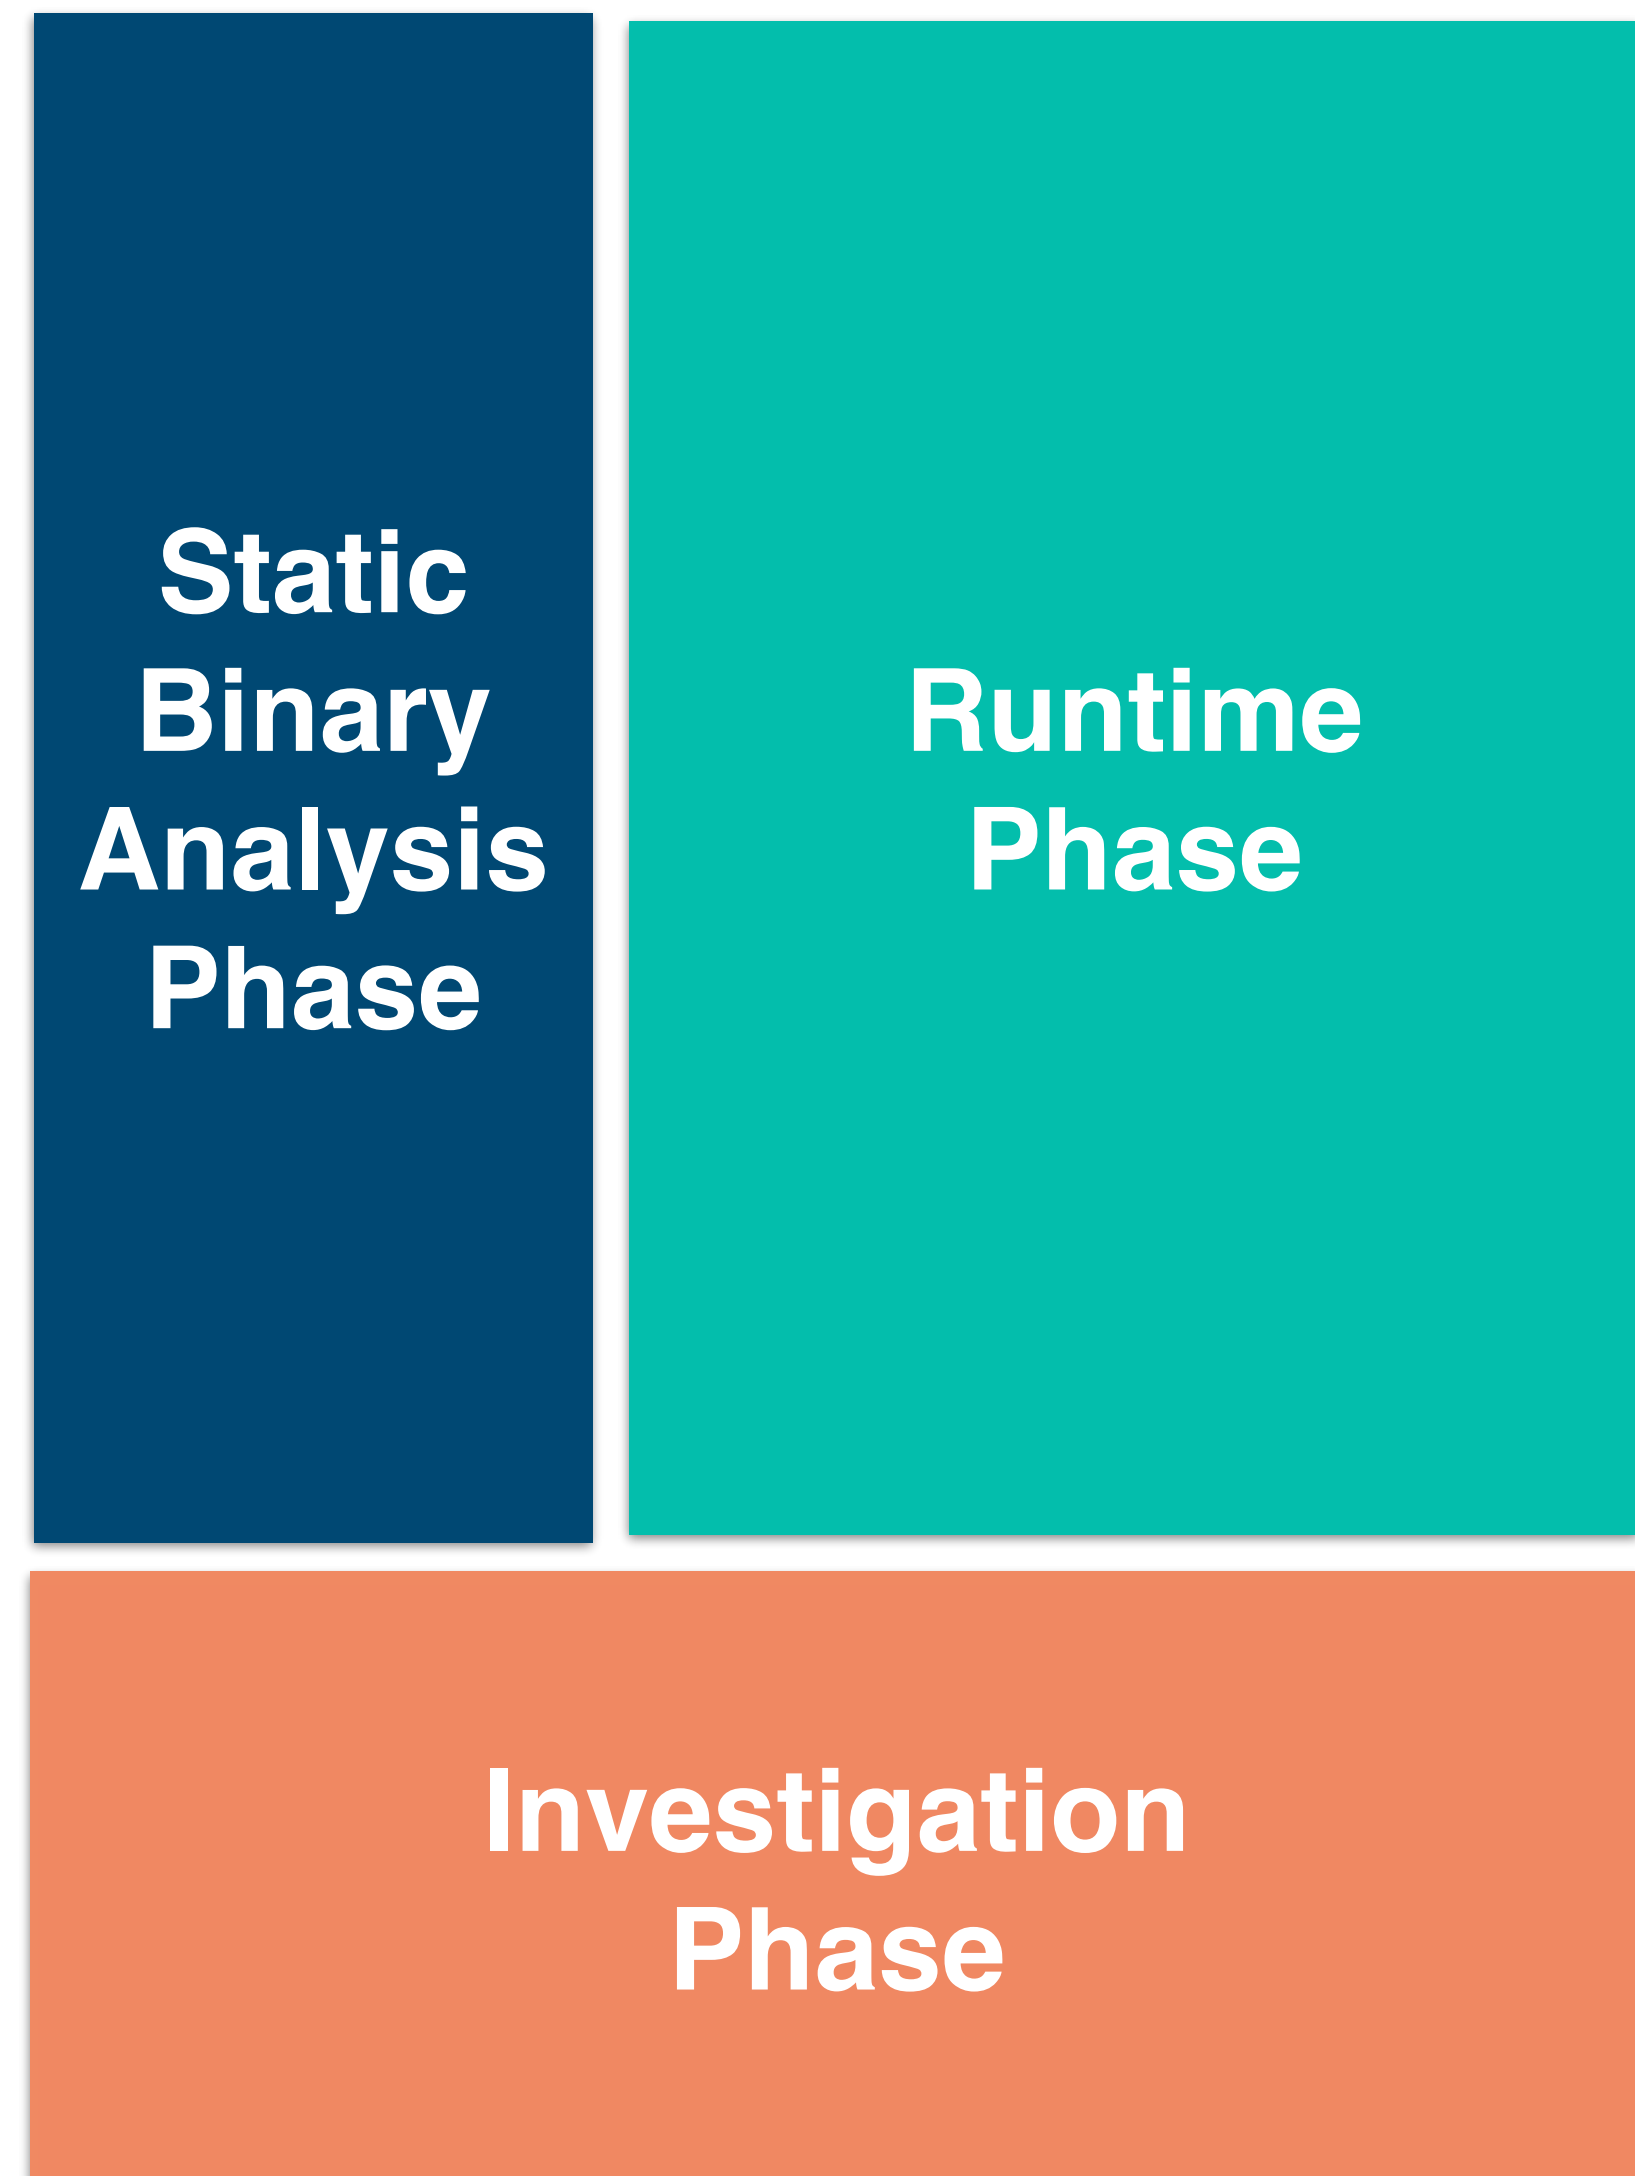 Static
Binary
Analysis
Phase
Runtime
Phase
Investigation
Phase